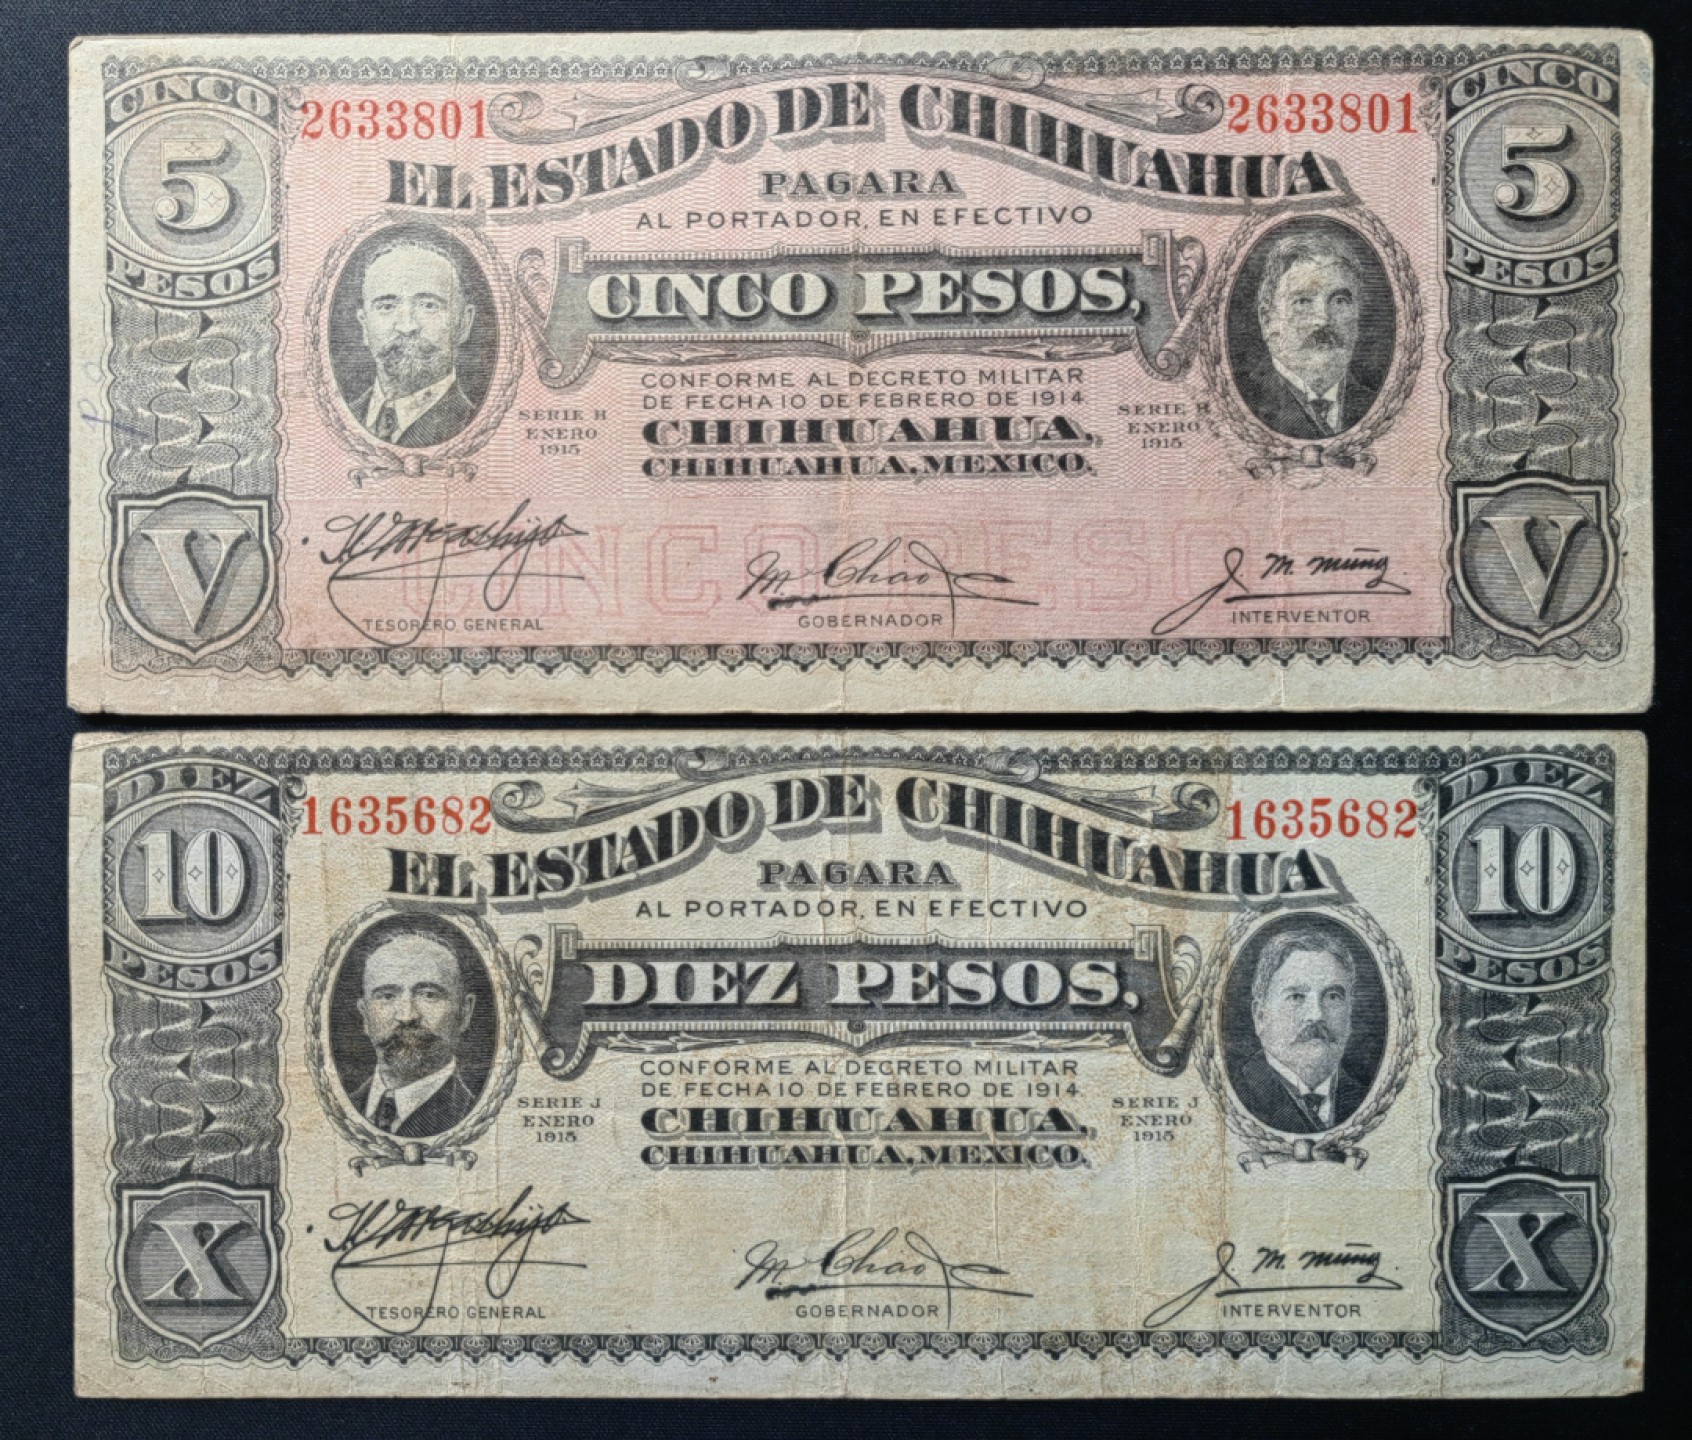 CINCO
5
PESOS
2633801
2633801
CINCO
5
PESOS
EL ESTADO DE CHIHUAHUA
PAGARA
AL PORTADOR, EN EFECTIVO
CINCO PESOS,
CONFORME AL DECRETO MILITAR
DE FECHA 10 DE FEBRERO DE 1914
SERIE H
ENERO
1915
CHIHUAHUA,
CHIHUAHUA, MEXICO.
SERIE H
ENERO
1915
CINCO PESOS
V
V
M Chao
J. M. Muñoz
TESORERO GENERAL
GOBERNADOR
INTERVENTOR
DIEZ
10
PESOS
1635682
1635682
DIEZ
10
PESOS
EL ESTADO DE CHIHUAHUA
PAGARA
AL PORTADOR, EN EFECTIVO
DIEZ PESOS,
CONFORME AL DECRETO MILITAR
DE FECHA 10 DE FEBRERO DE 1914
SERIE J
ENERO
1915
CHIHUAHUA,
CHIHUAHUA, MEXICO.
SERIE J
ENERO
1915
X
X
M Chao
J. M. Muñoz
TESORERO GENERAL
GOBERNADOR
INTERVENTOR